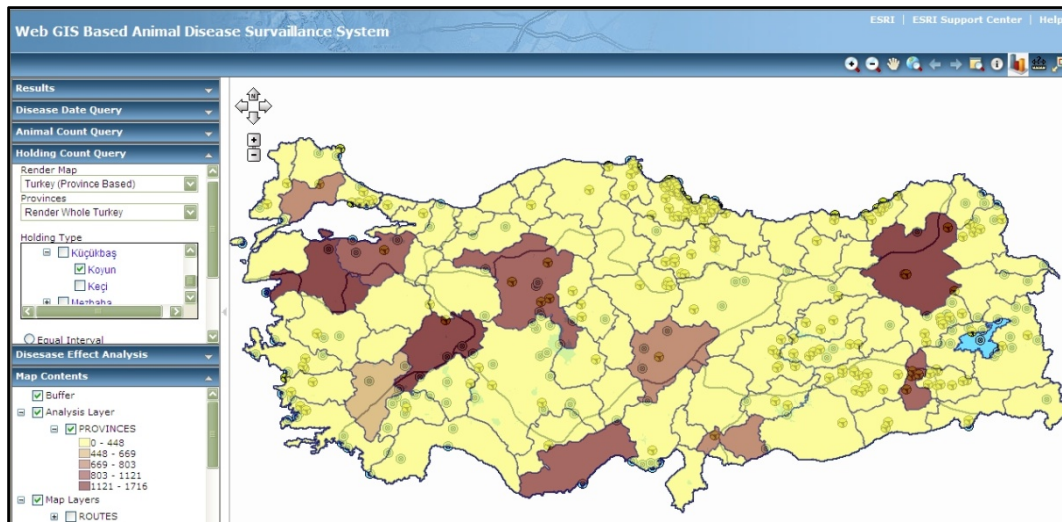 ESRI | ESRI Support Center | Help
Web GIS Based Animal Disease Survaillance System
Results
Disease Date Query
Animal Count Query
Holding Count Query
Render Map
Turkey (Province Based)
Provinces
Render Whole Turkey
Holding Type
Küçükbaş
Koyun
Keçi
Mezbaha
Equal Interval
Disesase Effect Analysis
Map Contents
Buffer
Analysis Layer
PROVINCES
0 - 448
448 - 669
669 - 803
803 - 1121
1121 - 1716
Map Layers
ROUTES
N